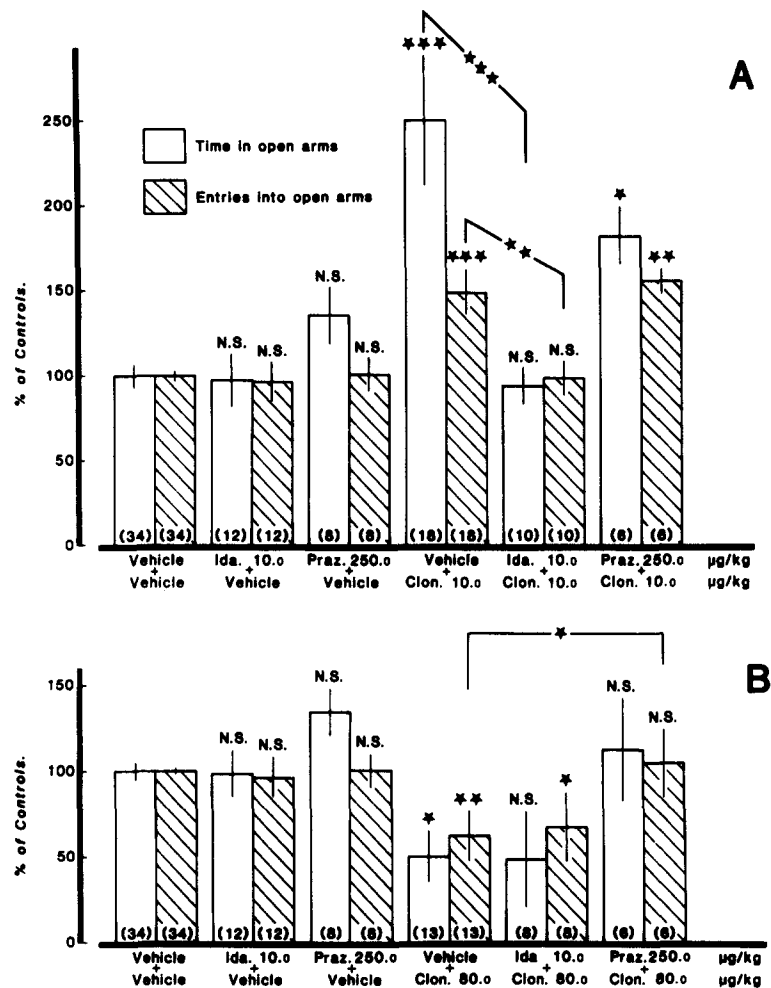 A
250
200
150
100
50
0
% of Controls.
Time in open arms
Entries into open arms
N.S. N.S. N.S. N.S. N.S. N.S.
(34) (34) (12) (12) (8) (8) (18) (18) (10) (10) (6) (6)
Vehicle Ida. 10.0 Praz. 250.0 Vehicle Ida. 10.0 Praz. 250.0 µg/kg
+ + + + + +
Vehicle Vehicle Vehicle Clon. 10.0 Clon. 10.0 Clon. 10.0 µg/kg
B
150
100
50
0
% of Controls.
N.S. N.S. N.S. N.S. N.S. N.S. N.S.
(34) (34) (12) (12) (8) (8) (13) (13) (8) (8) (6) (6)
Vehicle Ida. 10.0 Praz. 250.0 Vehicle Ida. 10.0 Praz. 250.0 µg/kg
+ + + + + +
Vehicle Vehicle Vehicle Clon. 80.0 Clon. 80.0 Clon. 80.0 µg/kg